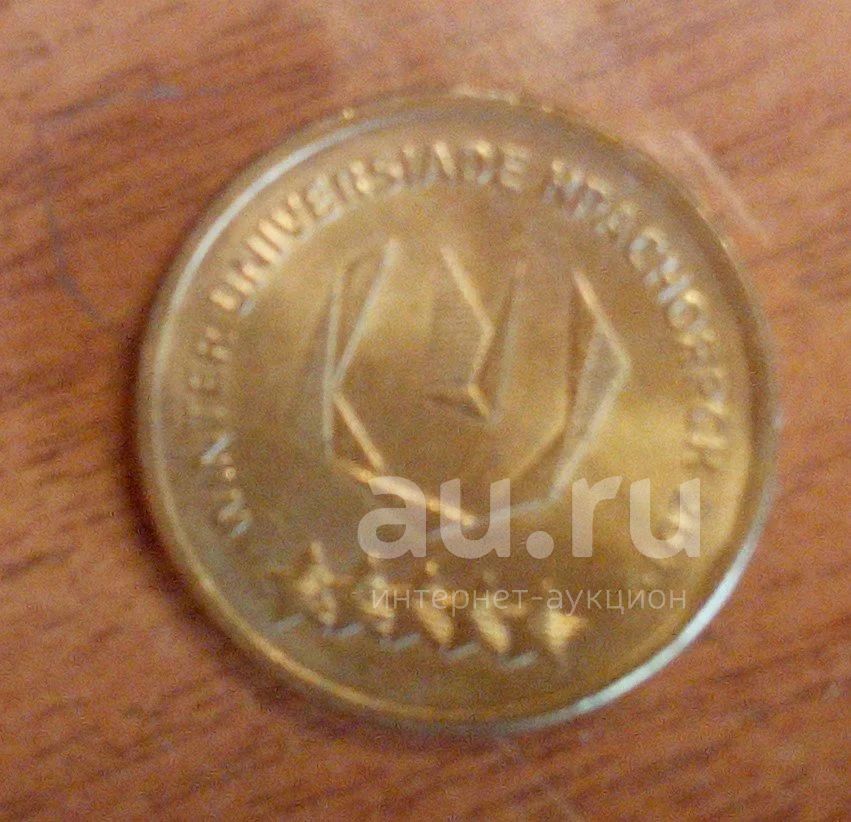 WINTER UNIVERSIADE KRASNOYARSK
au.ru
интернет-аукцион